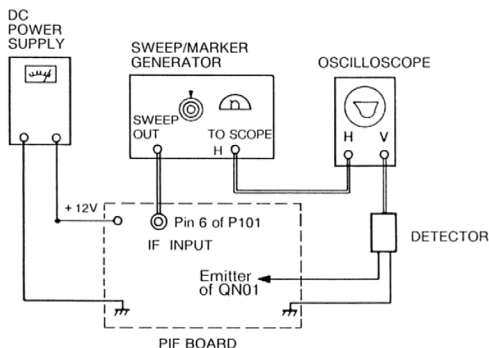 DC
POWER
SUPPLY
SWEEP/MARKER
GENERATOR
OSCILLOSCOPE
SWEEP
OUT
TO SCOPE
H
n
H V
+12V
Pin 6 of P101
IF INPUT
DETECTOR
Emitter
of QN01
PIF BOARD